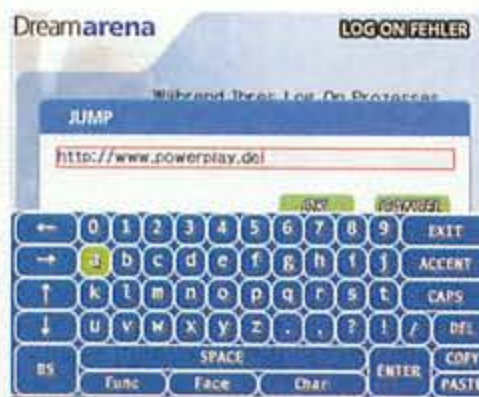 Dreamarena
LOG ON FEHLER
Während Ihres Log On Prozesses
JUMP
http://www.powerplay.de
OK CANCEL
← 0 1 2 3 4 5 6 7 8 9 EXIT
→ a b c d e f g h i j ACCENT
↑ k l m n o p q r s t CAPS
↓ u v w x y z . , ? ! / DEL
BS SPACE ENTER COPY
Func Face Char PASTE